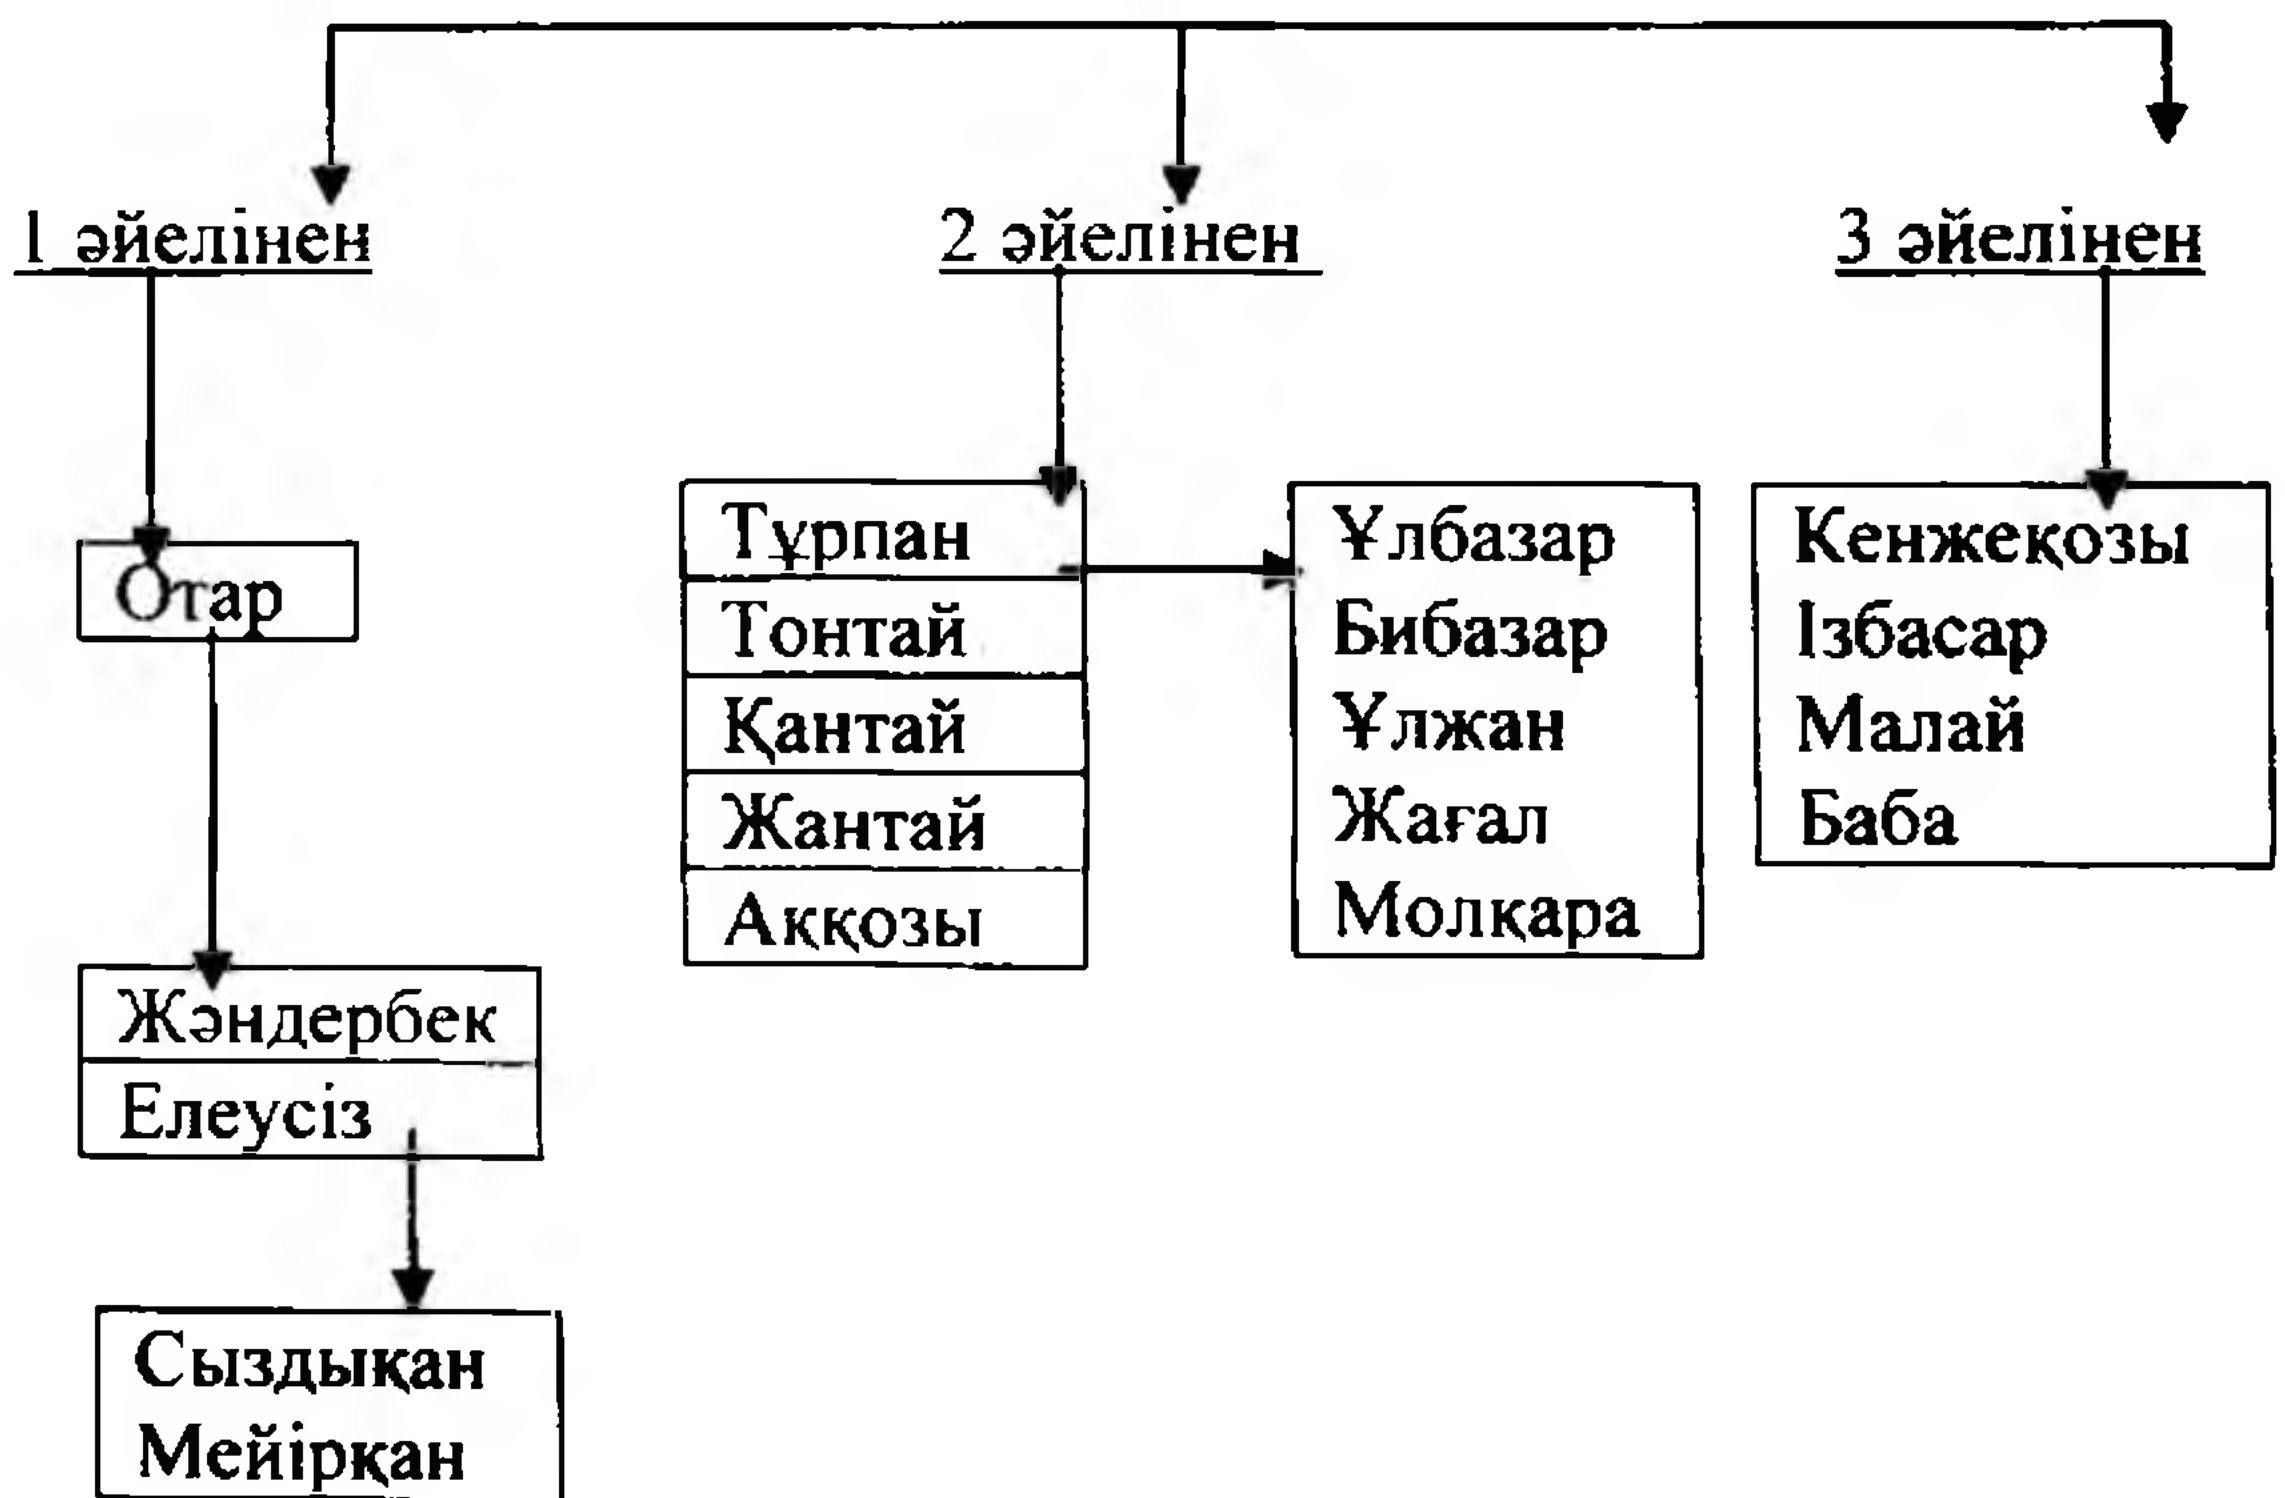 1 әйелінен
2 әйелінен
3 әйелінен
Отар
Жәндербек
Елеусіз
Сыздықан
Мейірқан
Тұрпан
Тонтай
Қантай
Жантай
Аққозы
Ұлбазар
Бибазар
Ұлжан
Жағал
Молқара
Кенжеқозы
Ізбасар
Малай
Баба